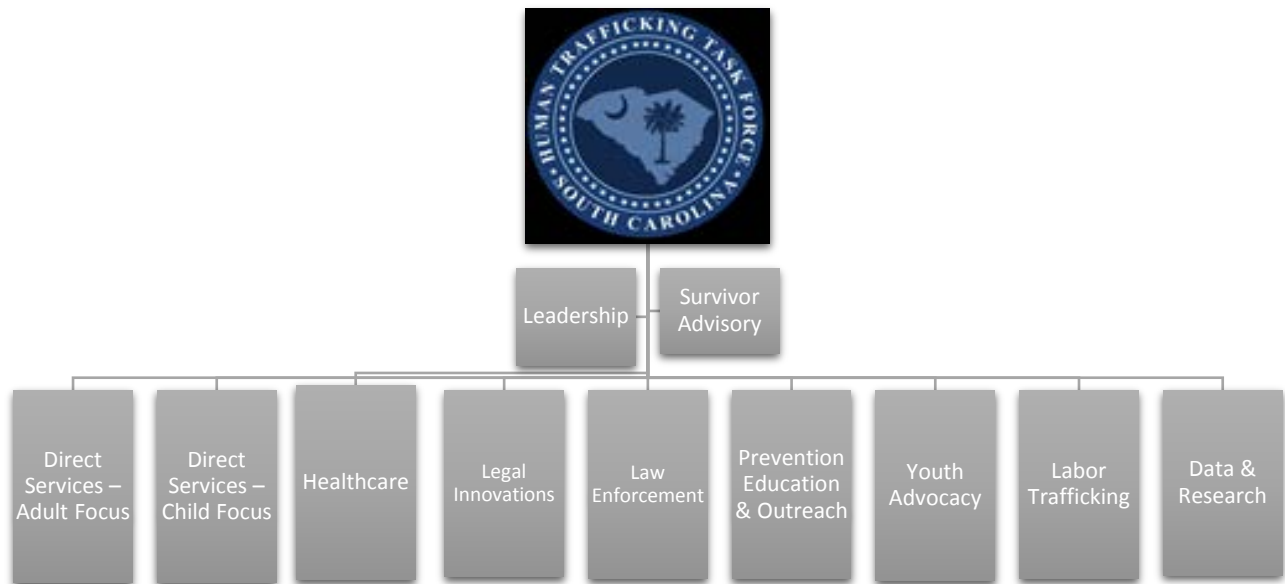 HUMAN TRAFFICKING TASK FORCE
SOUTH CAROLINA
Leadership
Survivor
Advisory
Direct
Services –
Adult Focus
Direct
Services –
Child Focus
Healthcare
Legal
Innovations
Law
Enforcement
Prevention
Education
& Outreach
Youth
Advocacy
Labor
Trafficking
Data &
Research